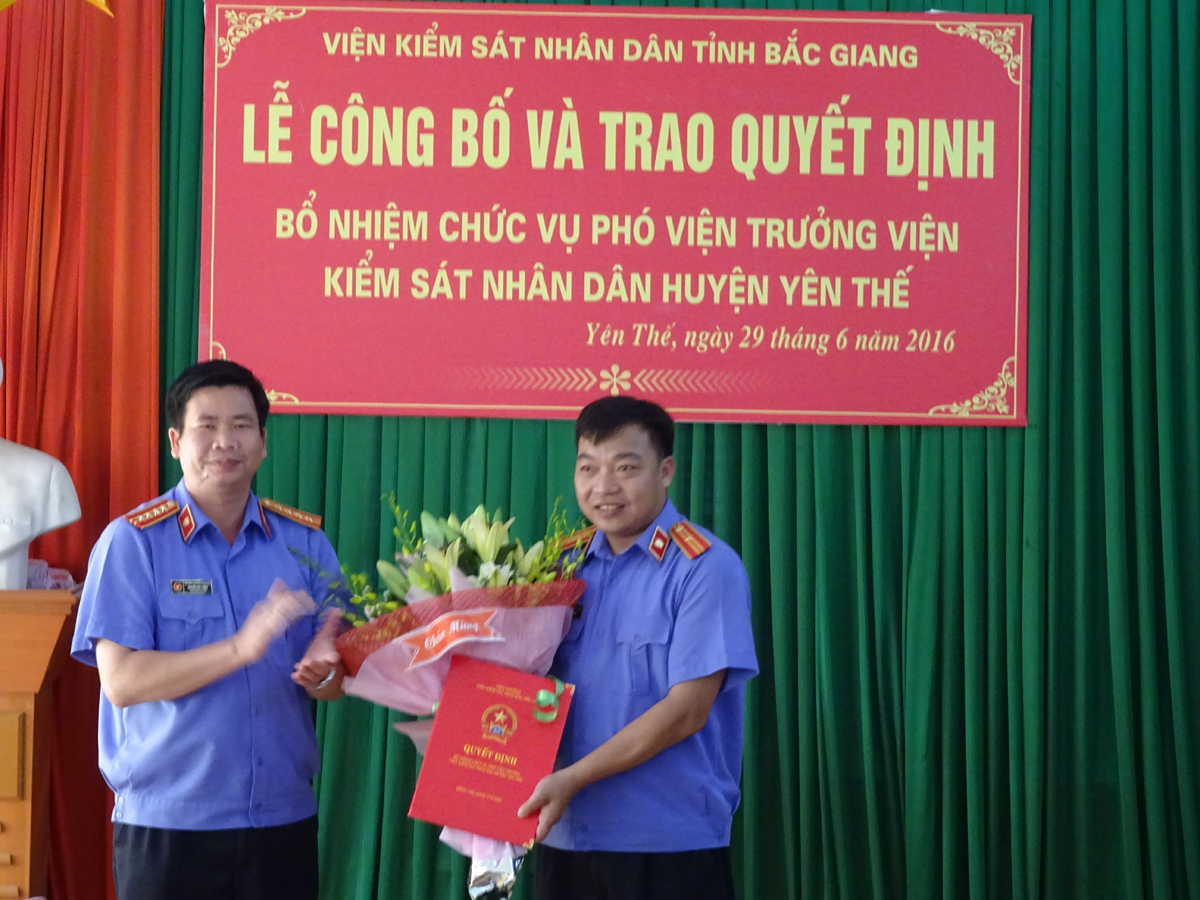 VIỆN KIỂM SÁT NHÂN DÂN TỈNH BẮC GIANG
LỄ CÔNG BỐ VÀ TRAO QUYẾT ĐỊNH
BỔ NHIỆM CHỨC VỤ PHÓ VIỆN TRƯỞNG VIỆN
KIỂM SÁT NHÂN DÂN HUYỆN YÊN THẾ
Yên Thế, ngày 29 tháng 6 năm 2016
Chúc Mừng
QUYẾT ĐỊNH